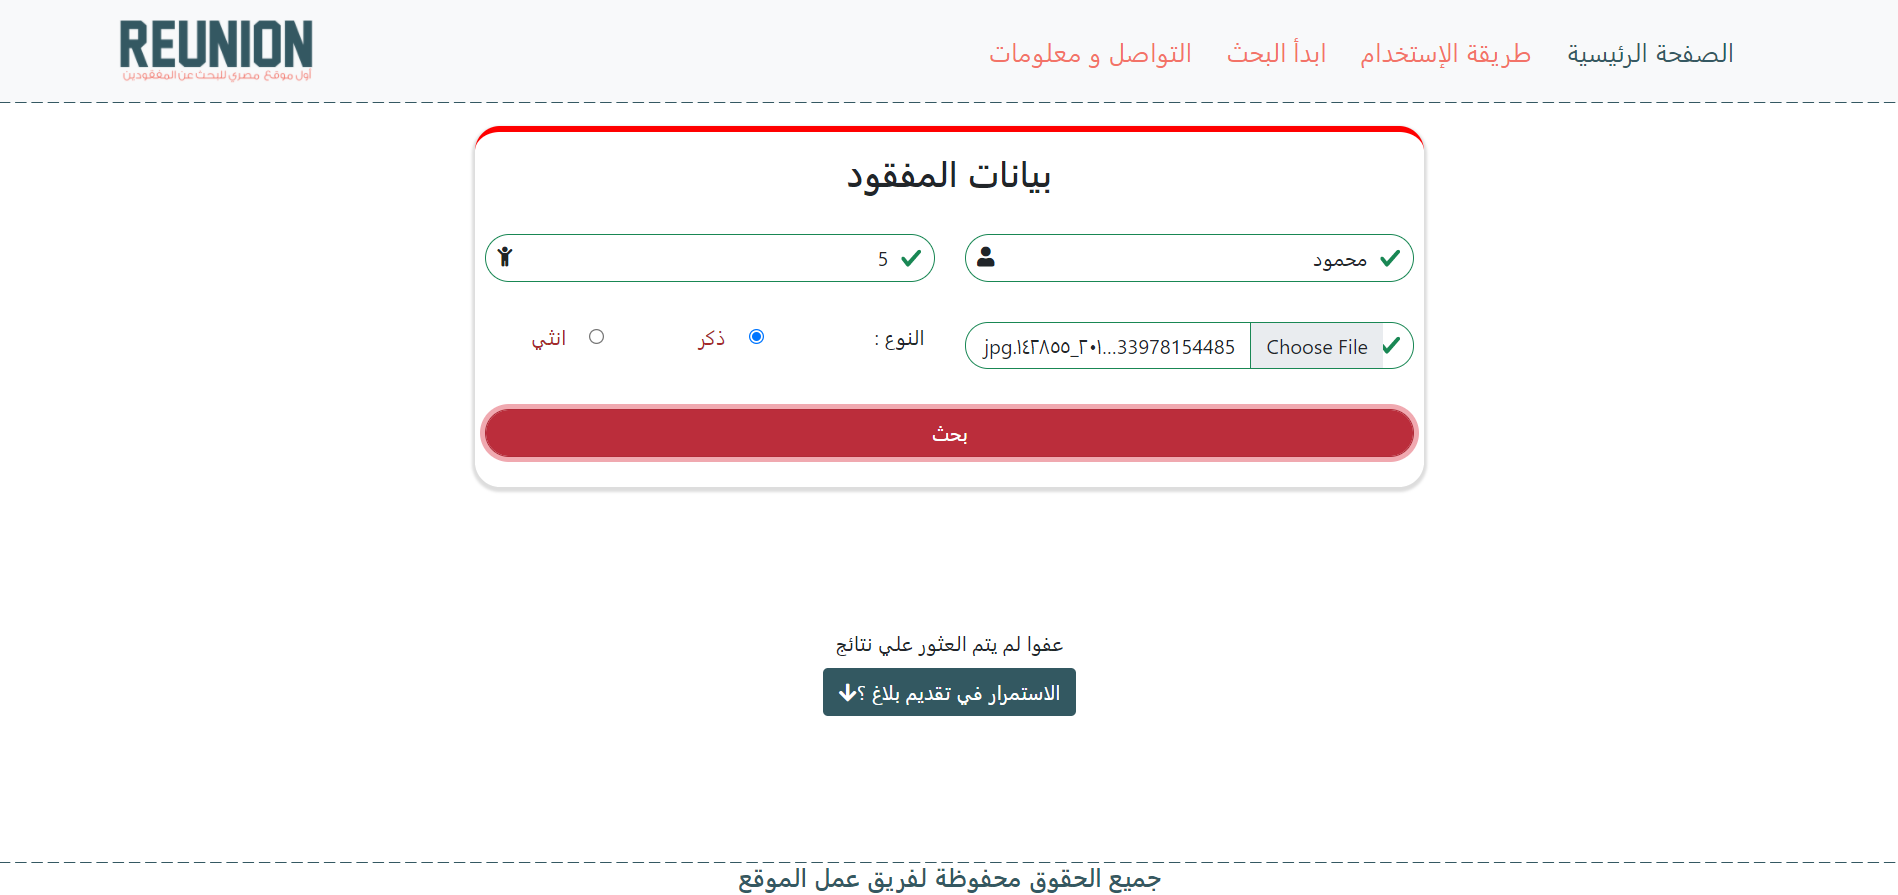 REUNION
أول موقع مصري للبحث عن المفقودين
الصفحة الرئيسية
طريقة الإستخدام
ابدأ البحث
التواصل و معلومات
بيانات المفقود
محمود
5
Choose File
33978154485...٢٠١_١٤٢٨٥٥.jpg
النوع :
ذكر
انثي
بحث
عفوا لم يتم العثور علي نتائج
الاستمرار في تقديم بلاغ ؟
جميع الحقوق محفوظة لفريق عمل الموقع